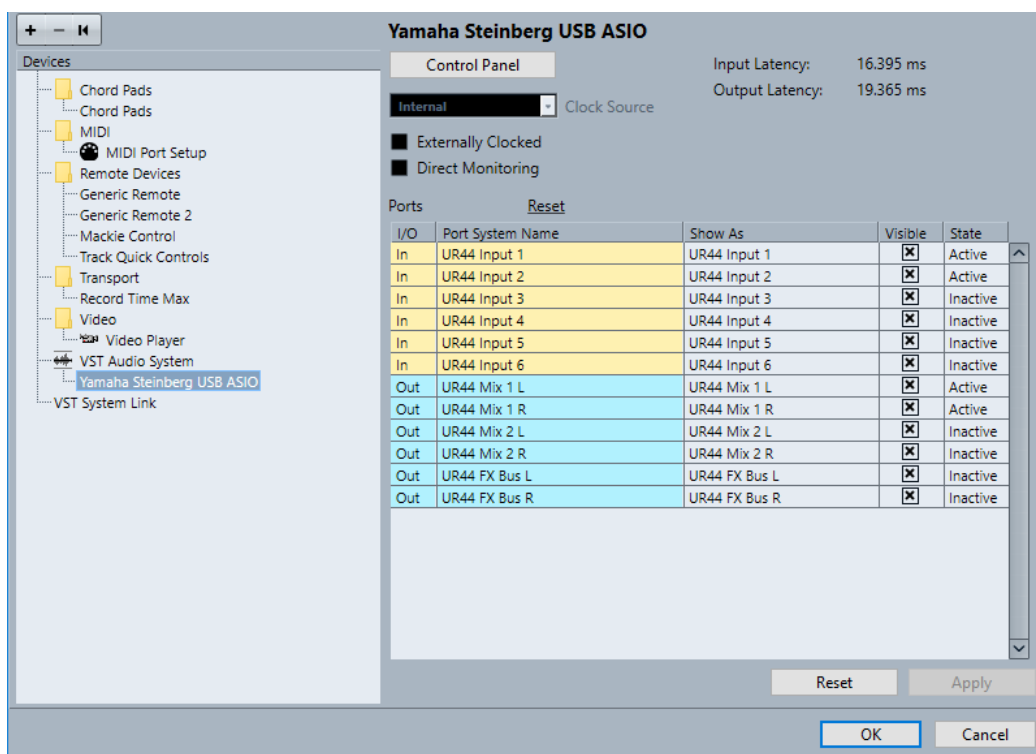 Yamaha Steinberg USB ASIO
Devices
Chord Pads
Chord Pads
MIDI
MIDI Port Setup
Remote Devices
Generic Remote
Generic Remote 2
Mackie Control
Track Quick Controls
Transport
Record Time Max
Video
Video Player
VST Audio System
Yamaha Steinberg USB ASIO
VST System Link
Control Panel
Input Latency: 16.395 ms
Output Latency: 19.365 ms
Internal Clock Source
Externally Clocked
Direct Monitoring
Ports Reset
I/O Port System Name Show As Visible State
In UR44 Input 1 UR44 Input 1 Active
In UR44 Input 2 UR44 Input 2 Active
In UR44 Input 3 UR44 Input 3 Inactive
In UR44 Input 4 UR44 Input 4 Inactive
In UR44 Input 5 UR44 Input 5 Inactive
In UR44 Input 6 UR44 Input 6 Inactive
Out UR44 Mix 1 L UR44 Mix 1 L Active
Out UR44 Mix 1 R UR44 Mix 1 R Active
Out UR44 Mix 2 L UR44 Mix 2 L Inactive
Out UR44 Mix 2 R UR44 Mix 2 R Inactive
Out UR44 FX Bus L UR44 FX Bus L Inactive
Out UR44 FX Bus R UR44 FX Bus R Inactive
Reset Apply
OK Cancel